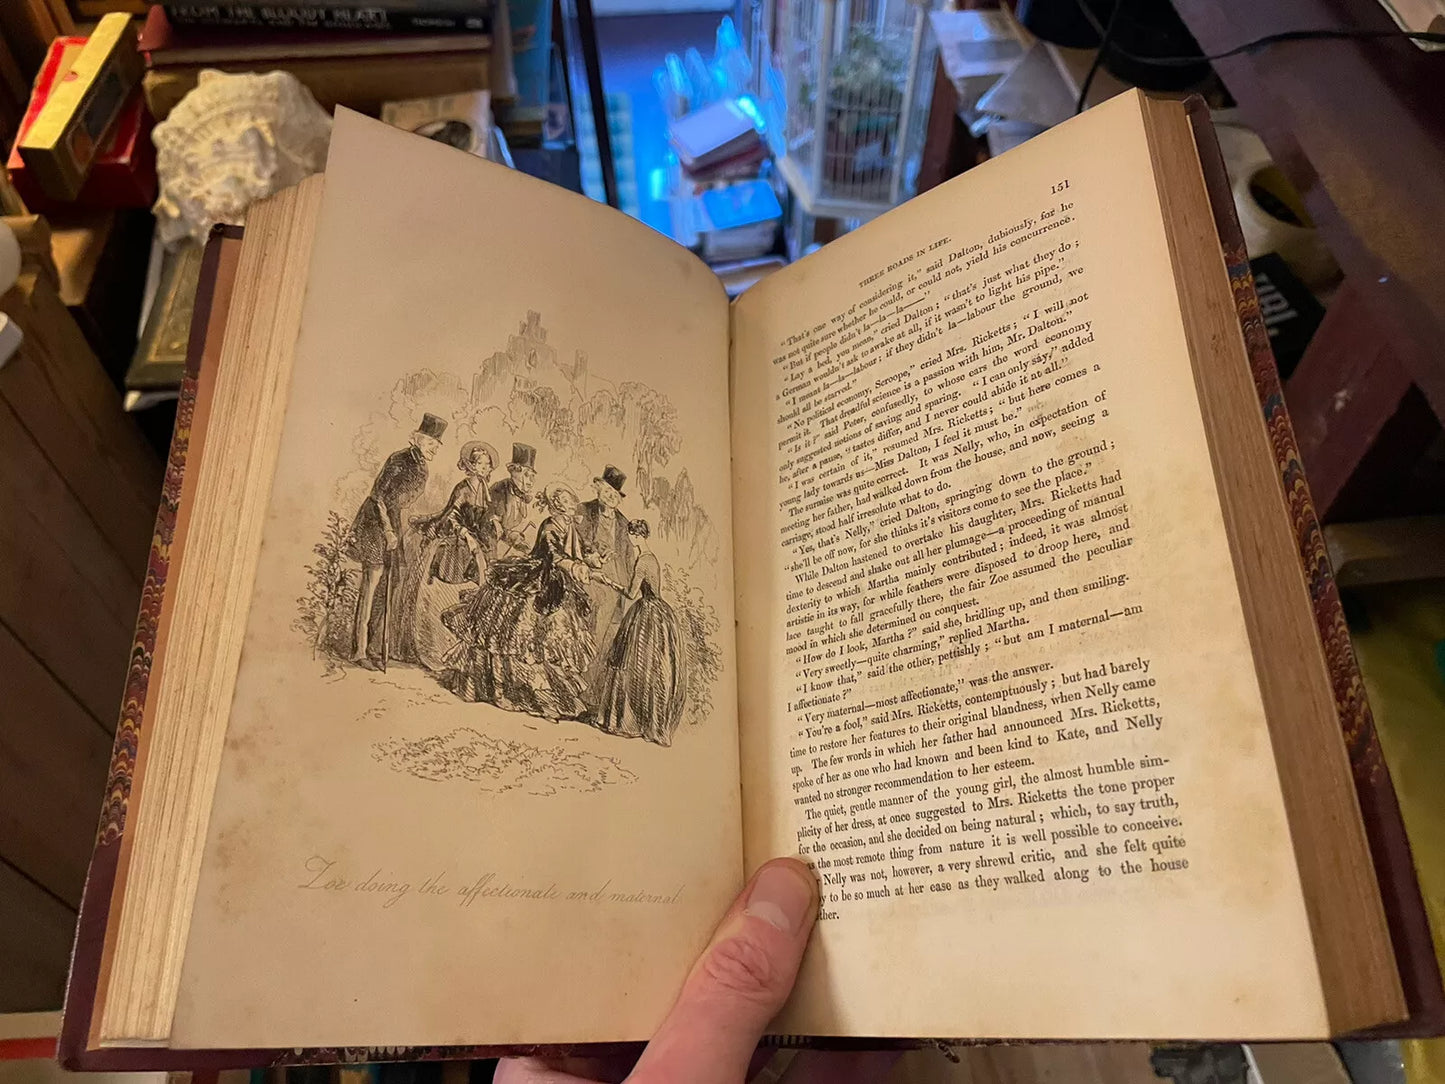 FROM THE BLOODY HEART
Zoe doing the affectionate and maternal
151
THREE ROADS IN LIFE.
"That's one way of considering it," said Dalton, dubiously, for he
was not quite sure whether he could, or could not, yield his concurrence.
"But if people didn't la—la—la——"
"Lay a bed, you mean," cried Dalton; "that's just what they do;
a German wouldn't ask to awake at all, if it wasn't to light his pipe."
"I meant la—la—labour; if they didn't la—labour the ground, we
should all be starved."
"No political economy, Scroope," cried Mrs. Ricketts; "I will not
permit it. That dreadful science is a passion with him, Mr. Dalton."
"Is it?" said Peter, confusedly, to whose ears the word economy
only suggested notions of saving and sparing. "I can only say," added
he, after a pause, "tastes differ, and I never could abide it at all."
"I was certain of it," resumed Mrs. Ricketts; "but here comes a
young lady towards us—Miss Dalton, I feel it must be."
The surmise was quite correct. It was Nelly, who, in expectation of
meeting her father, had walked down from the house, and now, seeing a
carriage, stood half irresolute what to do.
"Yes, that's Nelly," cried Dalton, springing down to the ground;
"she'll be off now, for she thinks it's visitors come to see the place."
While Dalton hastened to overtake his daughter, Mrs. Ricketts had
time to descend and shake out all her plumage—a proceeding of manual
dexterity to which Martha mainly contributed; indeed, it was almost
artistic in its way, for while feathers were disposed to droop here, and
lace taught to fall gracefully there, the fair Zoe assumed the peculiar
mood in which she determined on conquest.
"How do I look, Martha?" said she, bridling up, and then smiling.
"Very sweetly—quite charming," replied Martha.
"I know that," said the other, pettishly; "but am I maternal—am
I affectionate?"
"Very maternal—most affectionate," was the answer.
"You're a fool," said Mrs. Ricketts, contemptuously; but had barely
time to restore her features to their original blandness, when Nelly came
up. The few words in which her father had announced Mrs. Ricketts,
spoke of her as one who had known and been kind to Kate, and Nelly
wanted no stronger recommendation to her esteem.
The quiet, gentle manner of the young girl, the almost humble sim-
plicity of her dress, at once suggested to Mrs. Ricketts the tone proper
for the occasion, and she decided on being natural; which, to say truth,
the most remote thing from nature it is well possible to conceive.
Nelly was not, however, a very shrewd critic, and she felt quite
to be so much at her ease as they walked along to the house